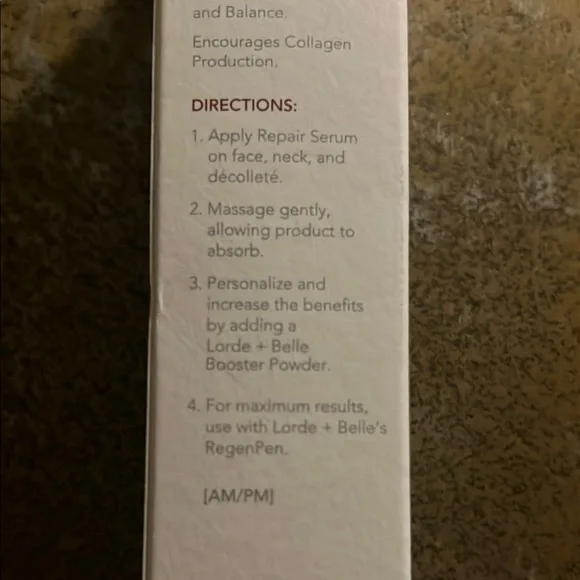 and Balance.
Encourages Collagen
Production.
DIRECTIONS:
1. Apply Repair Serum
on face, neck, and
décolleté.
2. Massage gently,
allowing product to
absorb.
3. Personalize and
increase the benefits
by adding a
Lorde + Belle
Booster Powder.
4. For maximum results,
use with Lorde + Belle's
RegenPen.
[AM/PM]